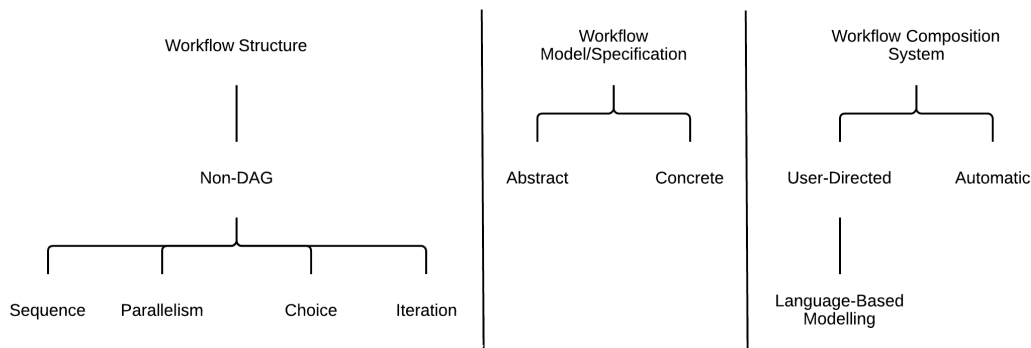 Workflow Structure
Non-DAG
Sequence
Parallelism
Choice
Iteration
Workflow
Model/Specification
Abstract
Concrete
Workflow Composition
System
User-Directed
Automatic
Language-Based
Modelling